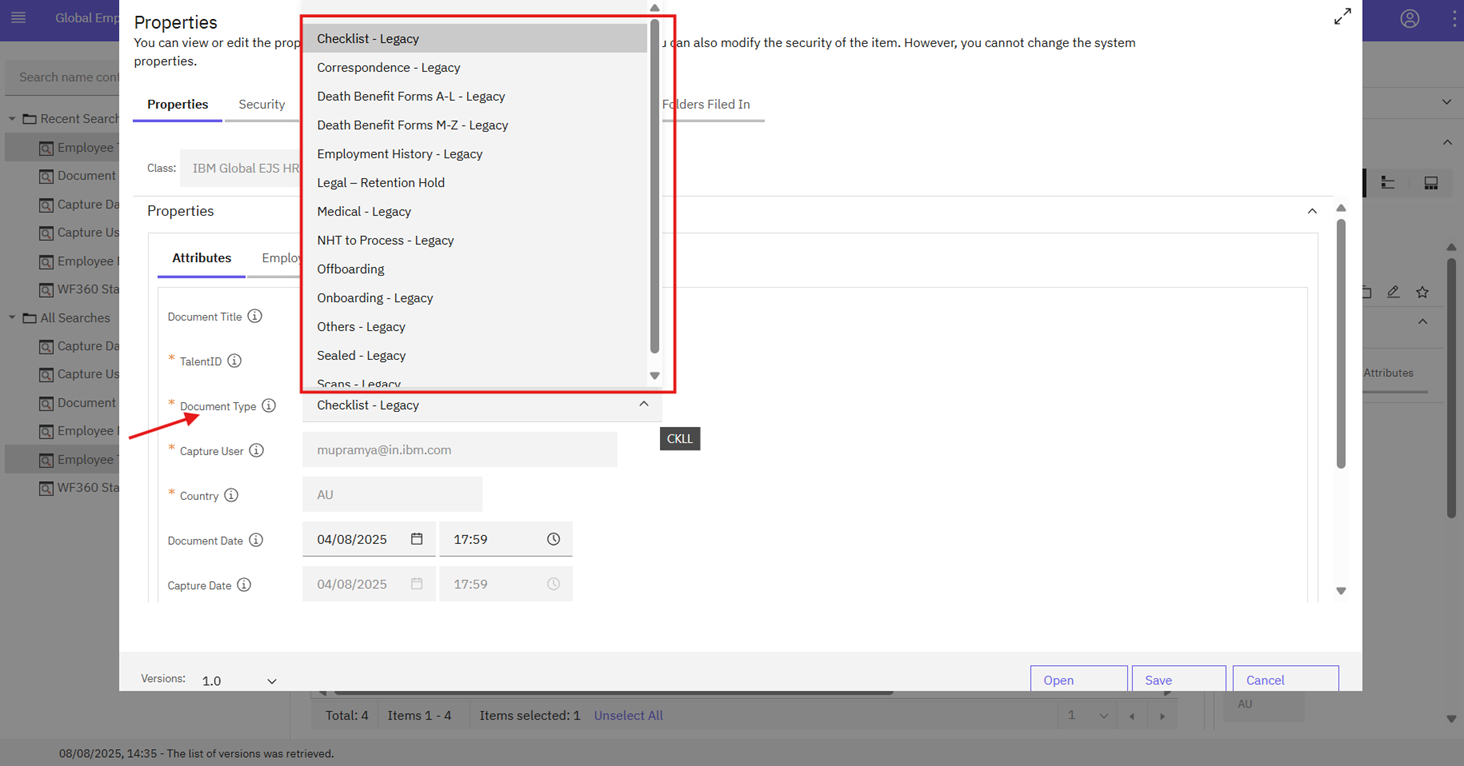 Global Emp
Properties
You can view or edit the prop
u can also modify the security of the item. However, you cannot change the system
properties.
Search name con
Properties
Security
Folders Filed In
Recent Search
Employee T
Document
Capture Da
Capture Us
Employee
WF360 Sta
All Searches
Capture Da
Capture Us
Document
Employee
Employee T
WF360 Sta
Class:
IBM Global EJS HR
Properties
Attributes
Employ
Checklist - Legacy
Correspondence - Legacy
Death Benefit Forms A-L - Legacy
Death Benefit Forms M-Z - Legacy
Employment History - Legacy
Legal – Retention Hold
Medical - Legacy
NHT to Process - Legacy
Offboarding
Onboarding - Legacy
Others - Legacy
Sealed - Legacy
Scans - Legacy
Document Title
* TalentID
* Document Type
Checklist - Legacy
CKLL
* Capture User
mupramya@in.ibm.com
* Country
AU
Document Date
04/08/2025
17:59
Capture Date
04/08/2025
17:59
Attributes
Versions:
1.0
Open
Save
Cancel
Total: 4
Items 1 - 4
Items selected: 1
Unselect All
1
AU
08/08/2025, 14:35 - The list of versions was retrieved.